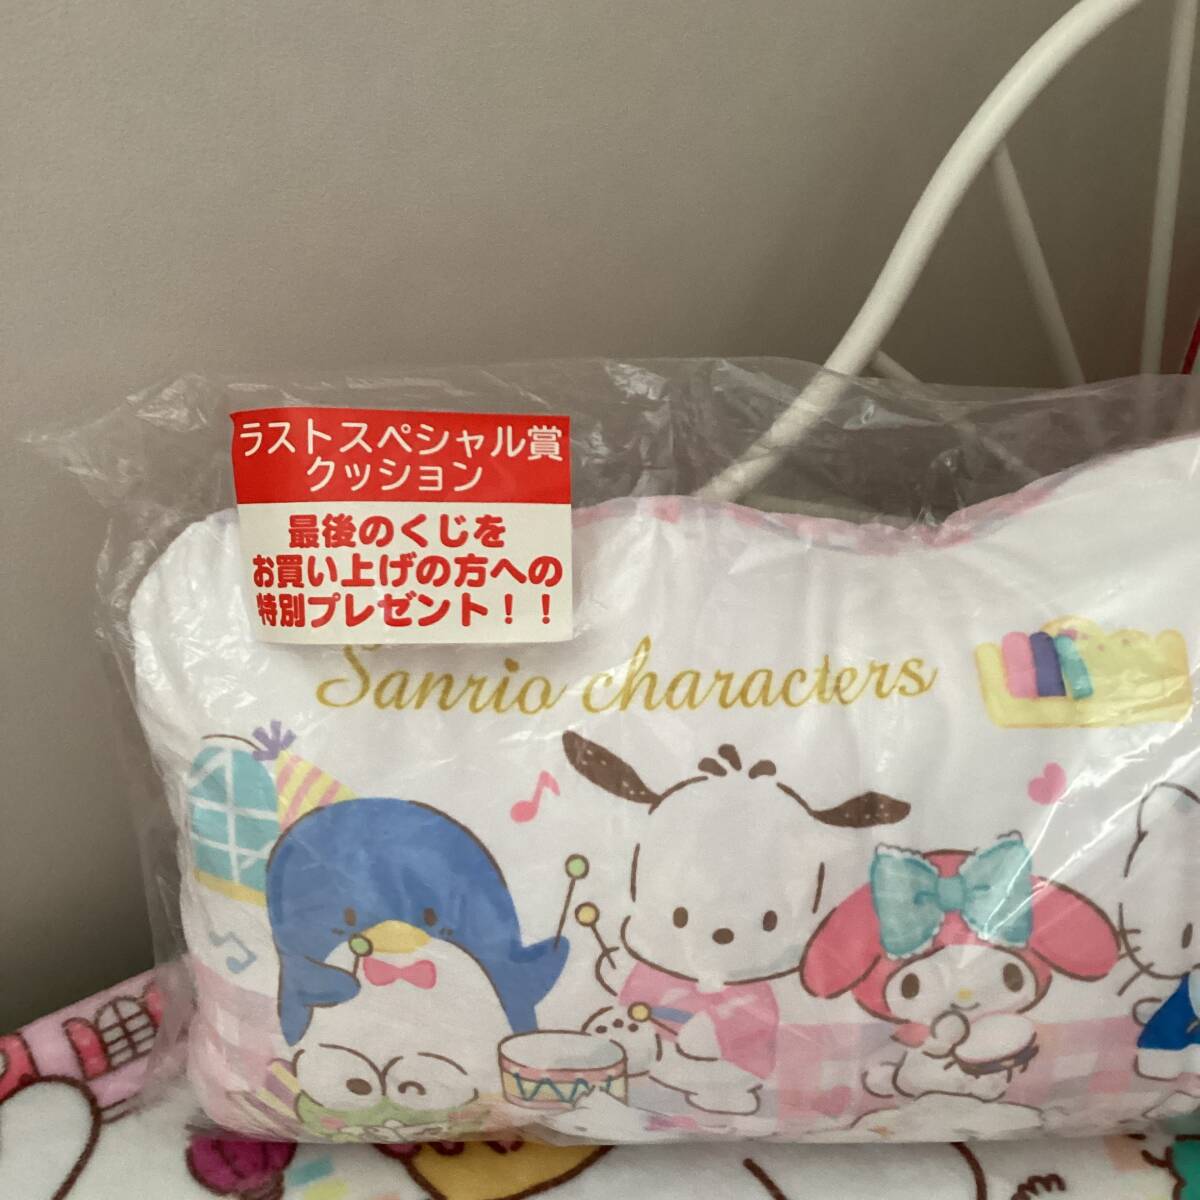 ラストスペシャル賞
クッション
最後のくじを
お買い上げの方への
特別プレゼント！！
Sanrio characters